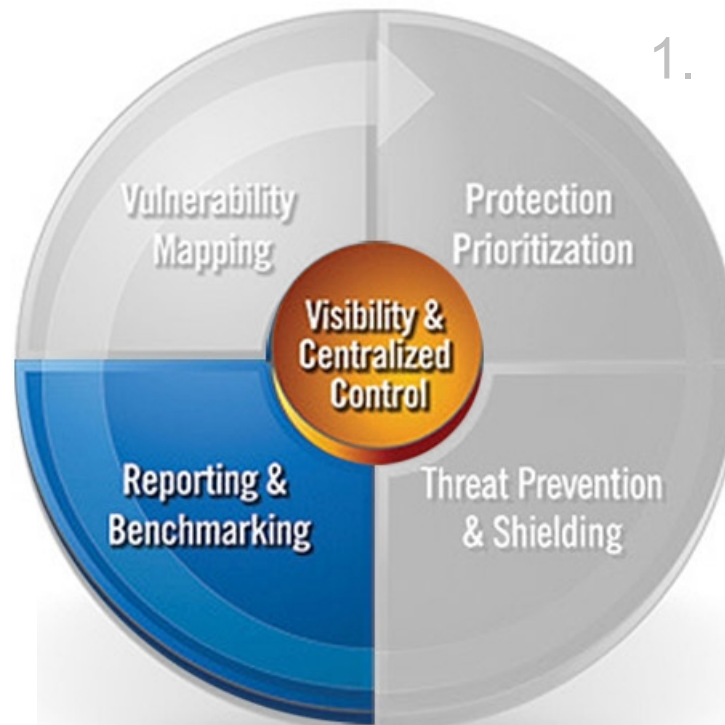 1.
Vulnerability
Mapping
Protection
Prioritization
Visibility &
Centralized
Control
Reporting &
Benchmarking
Threat Prevention
& Shielding